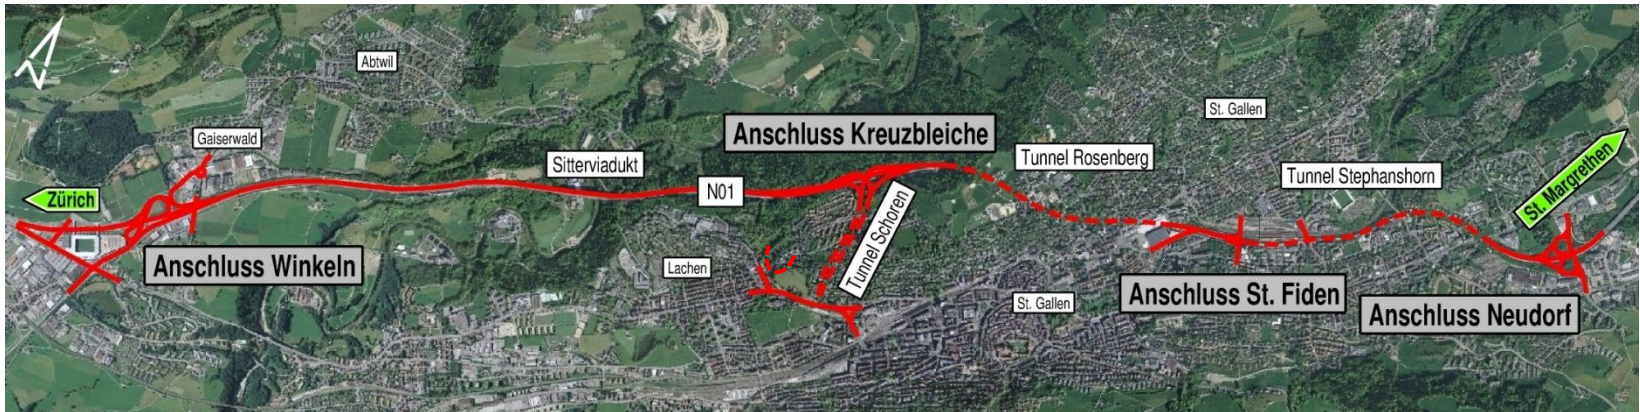 N
Abtwil
Gaiserwald
Zürich
Anschluss Winkeln
Sitterviadukt
N01
Anschluss Kreuzbleiche
Tunnel Schoren
Lachen
Tunnel Rosenberg
St. Gallen
St. Gallen
Tunnel Stephanshorn
Anschluss St. Fiden
Anschluss Neudorf
St. Margrethen